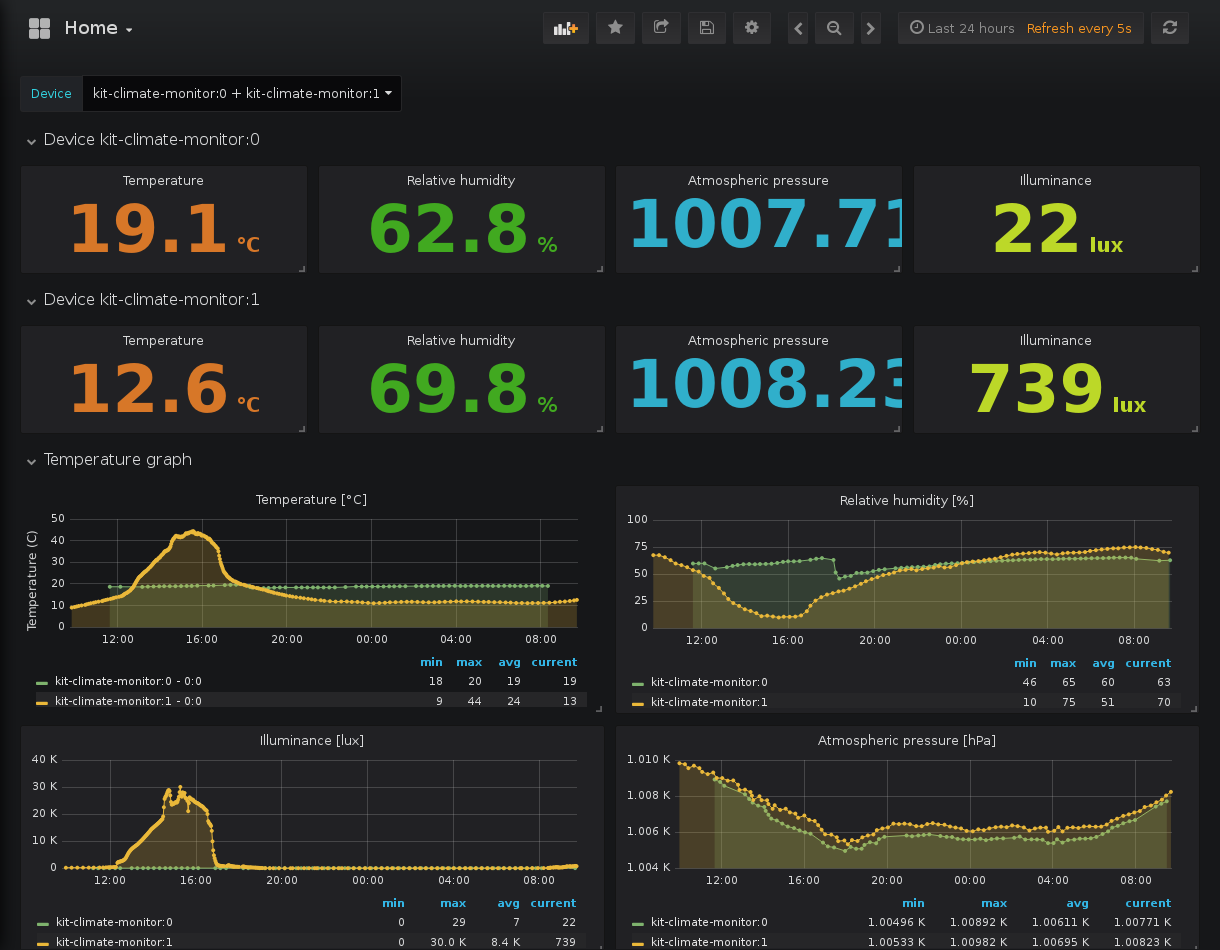 Home
Last 24 hours Refresh every 5s
Device kit-climate-monitor:0 + kit-climate-monitor:1
Device kit-climate-monitor:0
Temperature Relative humidity Atmospheric pressure Illuminance
19.1 °C 62.8 % 1007.71 22 lux
Device kit-climate-monitor:1
Temperature Relative humidity Atmospheric pressure Illuminance
12.6 °C 69.8 % 1008.23 739 lux
Temperature graph
Temperature [°C]
Temperature (C)
50
40
30
20
10
0
12:00 16:00 20:00 00:00 04:00 08:00
min max avg current
kit-climate-monitor:0 - 0:0 18 20 19 19
kit-climate-monitor:1 - 0:0 9 44 24 13
Relative humidity [%]
100
75
50
25
0
12:00 16:00 20:00 00:00 04:00 08:00
min max avg current
kit-climate-monitor:0 46 65 60 63
kit-climate-monitor:1 10 75 51 70
Illuminance [lux]
40 K
30 K
20 K
10 K
0
12:00 16:00 20:00 00:00 04:00 08:00
min max avg current
kit-climate-monitor:0 0 29 7 22
kit-climate-monitor:1 0 30.0 K 8.4 K 739
Atmospheric pressure [hPa]
1.010 K
1.008 K
1.006 K
1.004 K
12:00 16:00 20:00 00:00 04:00 08:00
min max avg current
kit-climate-monitor:0 1.00496 K 1.00892 K 1.00611 K 1.00771 K
kit-climate-monitor:1 1.00533 K 1.00982 K 1.00695 K 1.00823 K